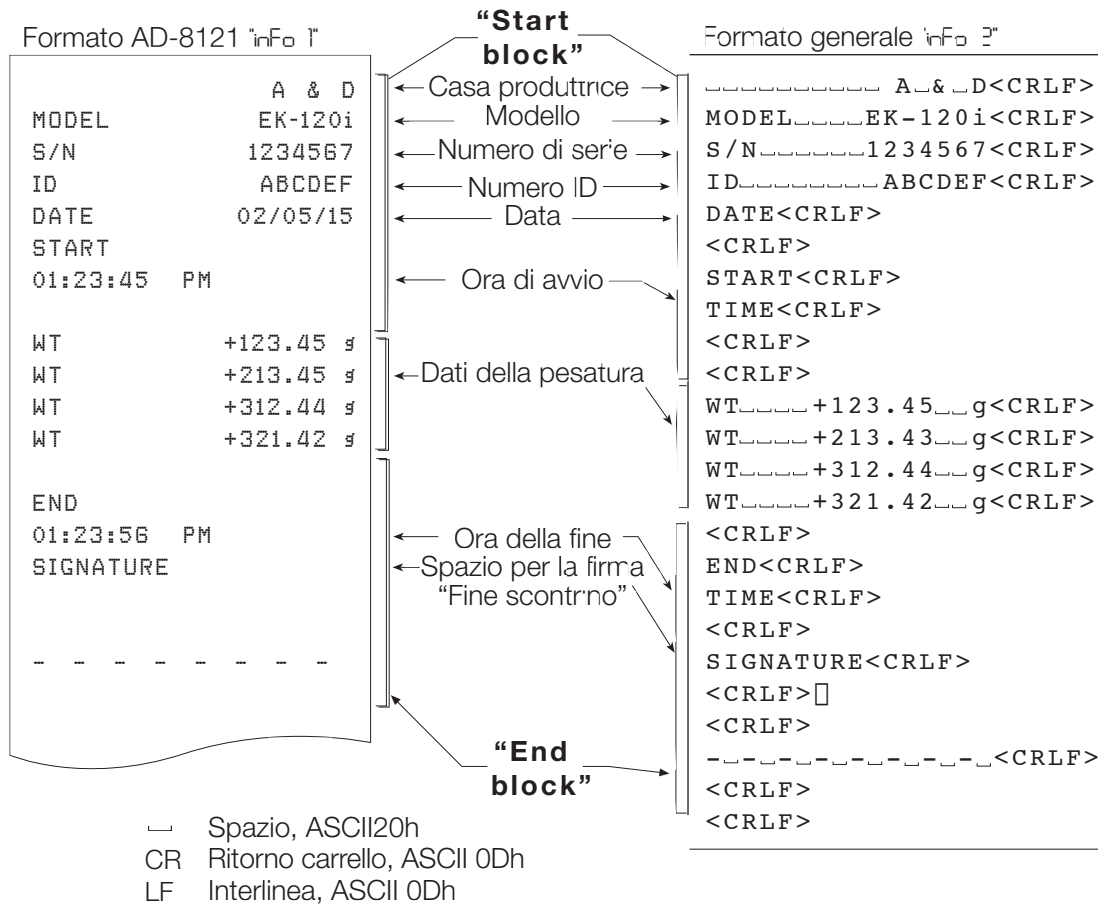 Formato AD-8121 "inFo 1"
A & D
MODEL EK-120i
S/N 1234567
ID ABCDEF
DATE 02/05/15
START
01:23:45 PM
WT +123.45 g
WT +213.45 g
WT +312.44 g
WT +321.42 g
END
01:23:56 PM
SIGNATURE
- - - - - - - -
“Start
block”
Casa produttrice
Modello
Numero di serie
Numero ID
Data
Ora di avvio
Dati della pesatura
Ora della fine
Spazio per la firma
“Fine scontrino”
“End
block”
Formato generale "inFo 2"
␣␣␣␣␣␣␣␣␣␣ A␣&␣D<CRLF>
MODEL␣␣␣␣EK-120i<CRLF>
S/N␣␣␣␣␣␣1234567<CRLF>
ID␣␣␣␣␣␣␣␣ABCDEF<CRLF>
DATE<CRLF>
<CRLF>
START<CRLF>
TIME<CRLF>
<CRLF>
<CRLF>
WT␣␣␣␣+123.45␣␣g<CRLF>
WT␣␣␣␣+213.43␣␣g<CRLF>
WT␣␣␣␣+312.44␣␣g<CRLF>
WT␣␣␣␣+321.42␣␣g<CRLF>
<CRLF>
END<CRLF>
TIME<CRLF>
<CRLF>
SIGNATURE<CRLF>
<CRLF>▯
<CRLF>
-␣-␣-␣-␣-␣-␣-␣-␣<CRLF>
<CRLF>
<CRLF>
␣ Spazio, ASCII20h
CR Ritorno carrello, ASCII 0Dh
LF Interlinea, ASCII 0Dh